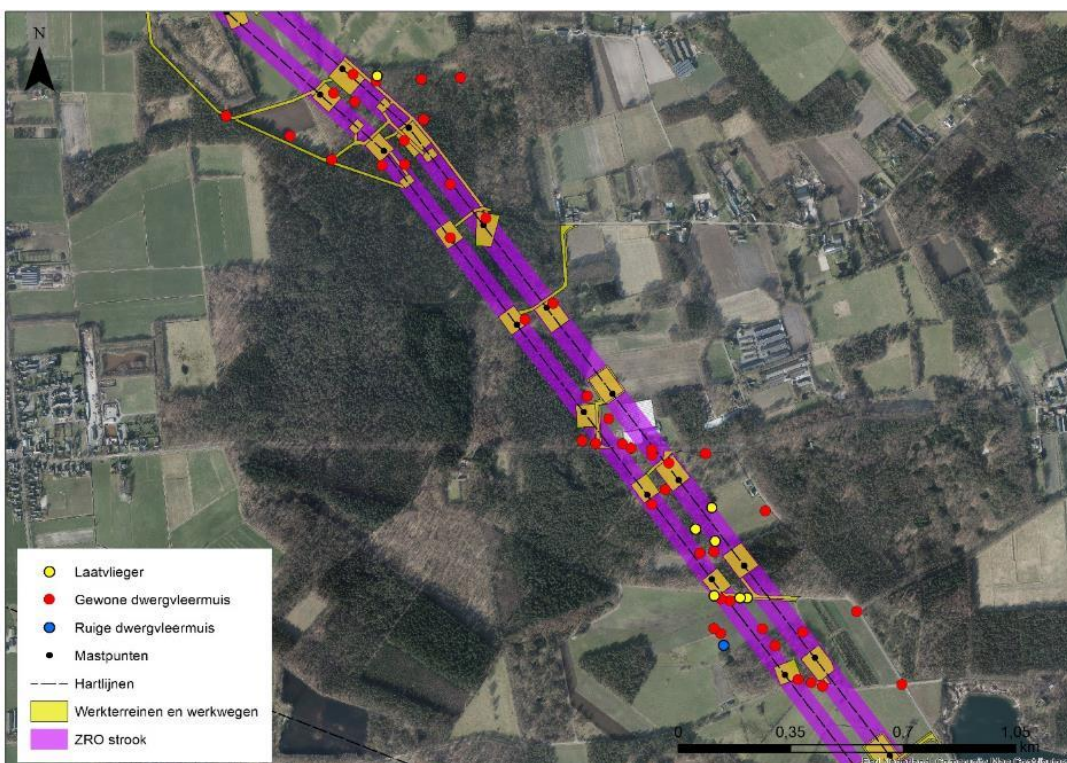 N
Laatvlieger
Gewone dwergvleermuis
Ruige dwergvleermuis
Mastpunten
Hartlijnen
Werkterreinen en werkwegen
ZRO strook
0 0,35 0,7 1,05
km